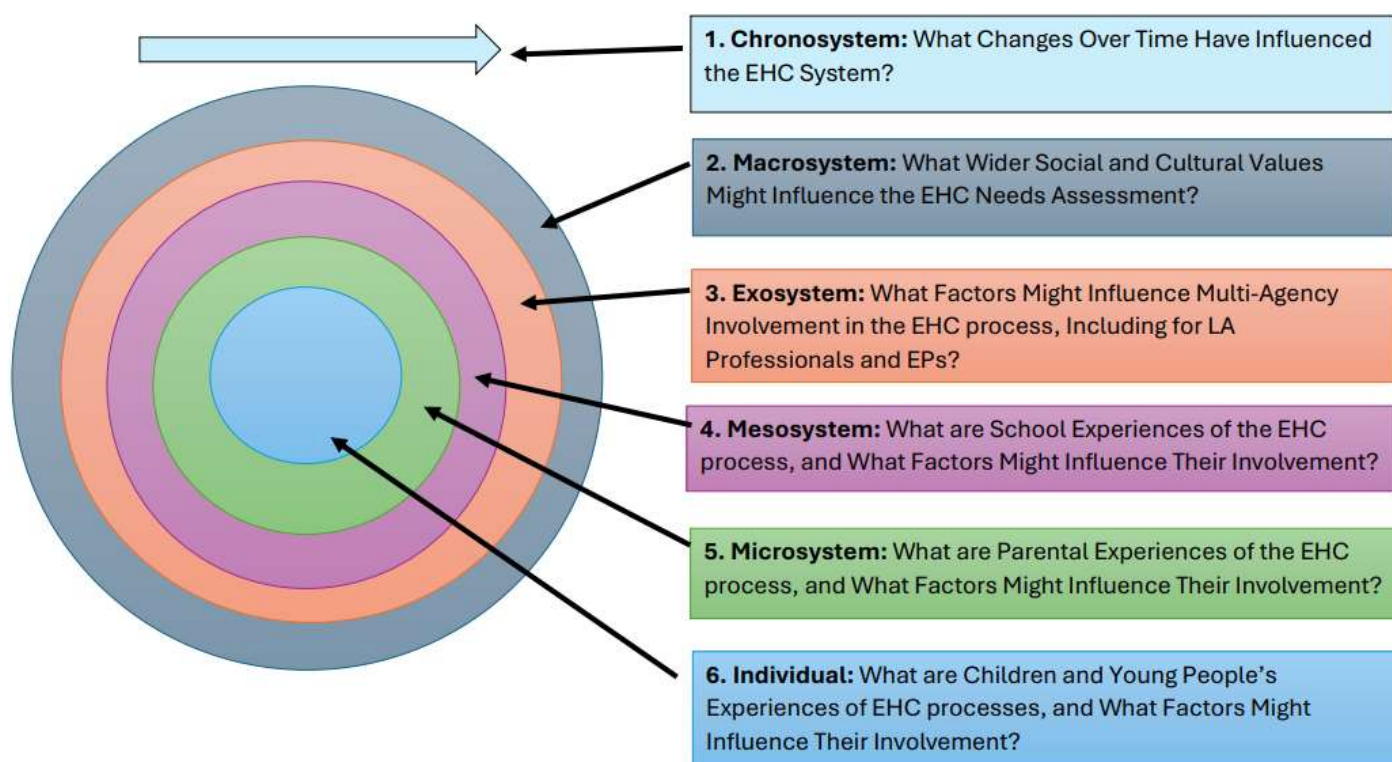 1. Chronosystem: What Changes Over Time Have Influenced
the EHC System?
2. Macrosystem: What Wider Social and Cultural Values
Might Influence the EHC Needs Assessment?
3. Exosystem: What Factors Might Influence Multi-Agency
Involvement in the EHC process, Including for LA
Professionals and EPs?
4. Mesosystem: What are School Experiences of the EHC
process, and What Factors Might Influence Their Involvement?
5. Microsystem: What are Parental Experiences of the EHC
process, and What Factors Might Influence Their Involvement?
6. Individual: What are Children and Young People’s
Experiences of EHC processes, and What Factors Might
Influence Their Involvement?